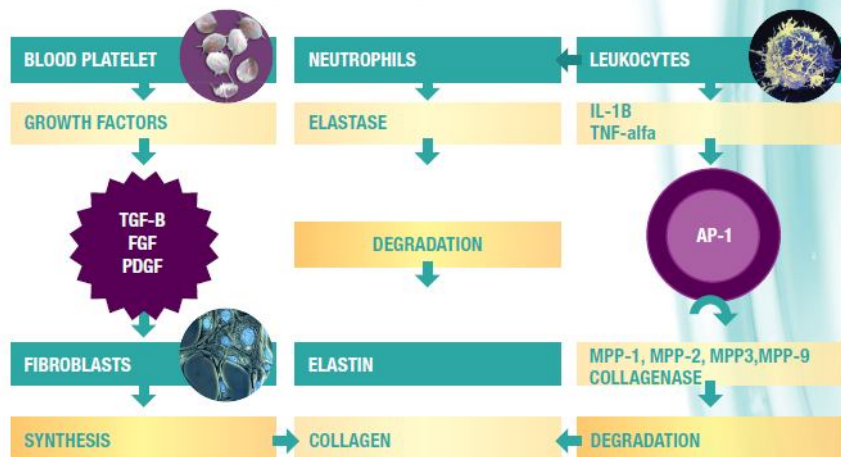 BLOOD PLATELET
NEUTROPHILS
LEUKOCYTES
GROWTH FACTORS
ELASTASE
IL-1B
TNF-alfa
TGF-B
FGF
PDGF
DEGRADATION
AP-1
FIBROBLASTS
ELASTIN
MPP-1, MPP-2, MPP3,MPP-9
COLLAGENASE
SYNTHESIS
COLLAGEN
DEGRADATION